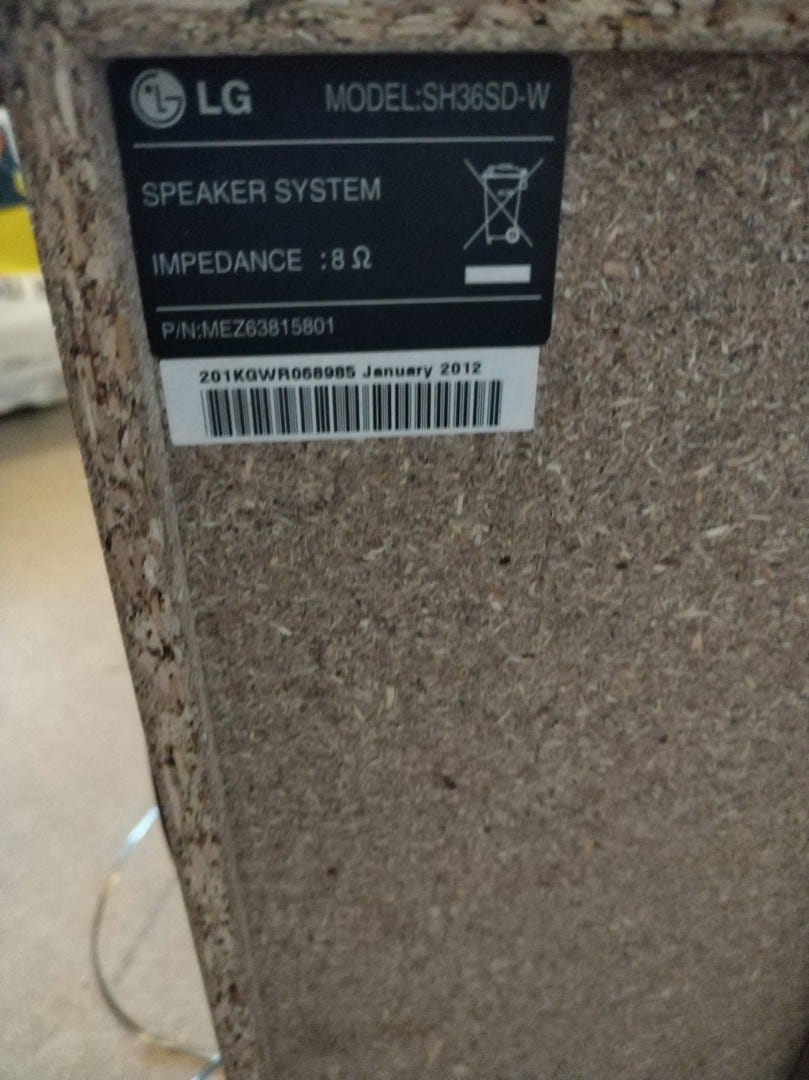 LG MODEL:SH36SD-W
SPEAKER SYSTEM
IMPEDANCE :8 Ω
P/N:MEZ63815801
201KGWR068985 January 2012